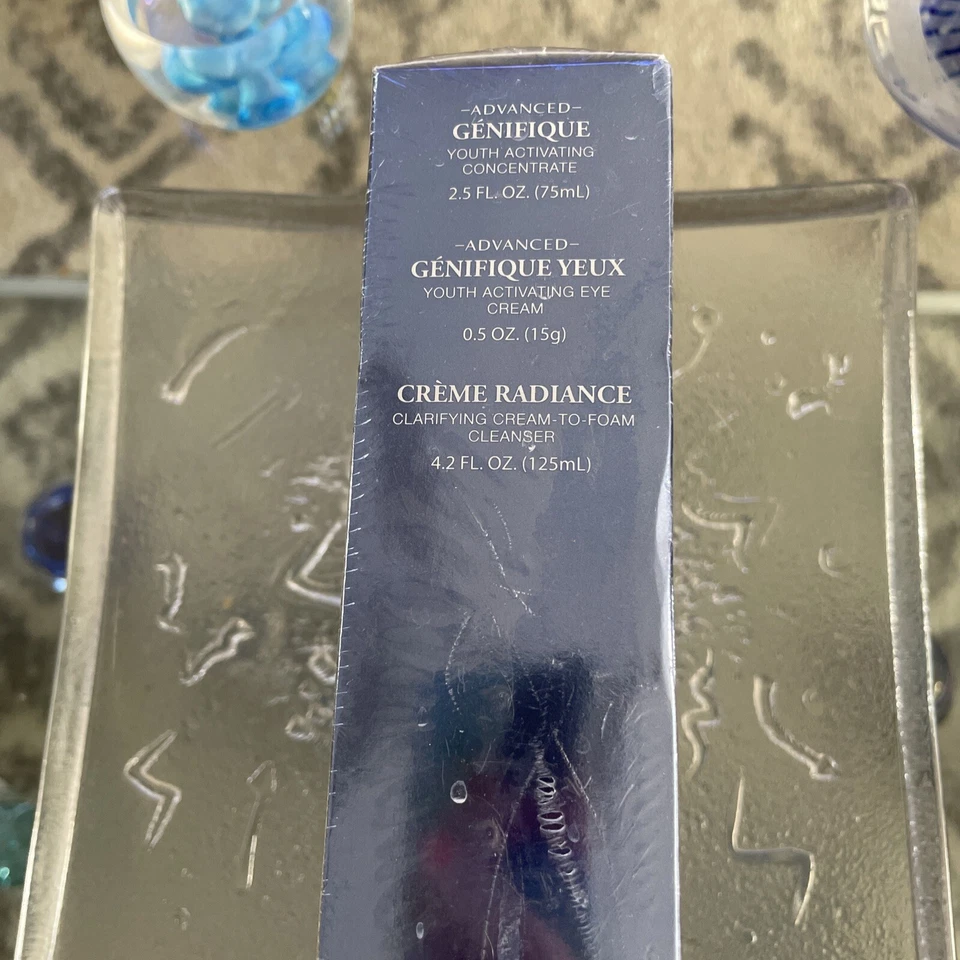 –ADVANCED–
GÉNIFIQUE
YOUTH ACTIVATING
CONCENTRATE
2.5 FL. OZ. (75mL)
–ADVANCED–
GÉNIFIQUE YEUX
YOUTH ACTIVATING EYE
CREAM
0.5 OZ. (15g)
CRÈME RADIANCE
CLARIFYING CREAM-TO-FOAM
CLEANSER
4.2 FL. OZ. (125mL)